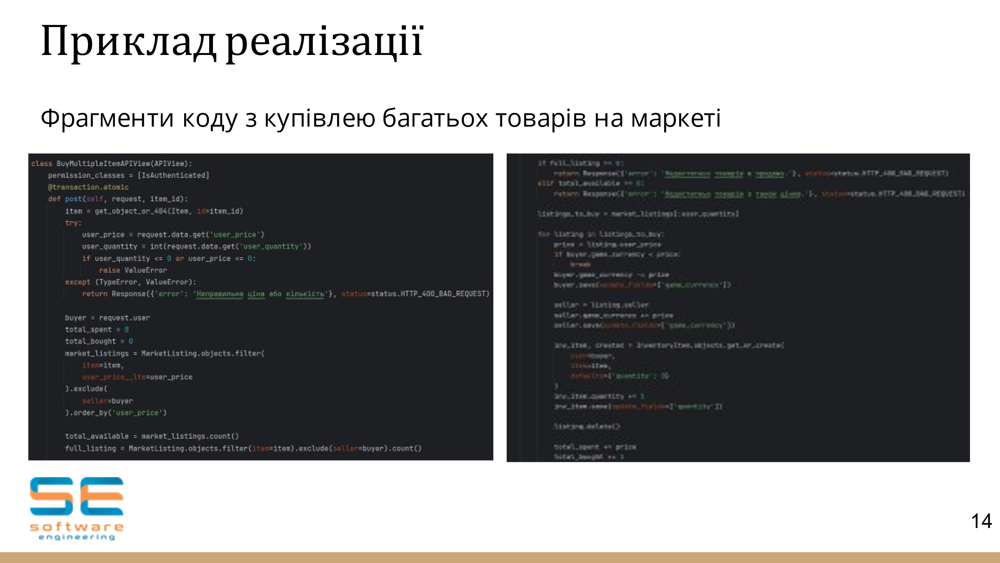 Приклад реалізації
Фрагменти коду з купівлею багатьох товарів на маркеті
class BuyMultipleItemAPIView(APIView):
permission_classes = [IsAuthenticated]
@transaction.atomic
def post(self, request, item_id):
item = get_object_or_404(Item, id=item_id)
try:
user_price = request.data.get('user_price')
user_quantity = int(request.data.get('user_quantity'))
if user_quantity <= 0 or user_price <= 0:
raise ValueError
except (TypeError, ValueError):
return Response({'error': 'Неправильна ціна або кількість'}, status=status.HTTP_400_BAD_REQUEST)
buyer = request.user
total_spent = 0
total_bought = 0
market_listings = MarketListing.objects.filter(
item=item,
user_price__lte=user_price
).exclude(
seller=buyer
).order_by('user_price')
total_available = market_listings.count()
full_listing = MarketListing.objects.filter(item=item).exclude(seller=buyer).count()
if full_listing == 0:
return Response({'error': 'Недостатньо товарів в продажу.'}, status=status.HTTP_400_BAD_REQUEST)
elif total_available == 0:
return Response({'error': 'Недостатньо товарів з такою ціною.'}, status=status.HTTP_400_BAD_REQUEST)
listings_to_buy = market_listings[:user_quantity]
for listing in listings_to_buy:
price = listing.user_price
if buyer.game_currency < price:
break
buyer.game_currency -= price
buyer.save(update_fields=['game_currency'])
seller = listing.seller
seller.game_currency += price
seller.save(update_fields=['game_currency'])
inv_item, created = InventoryItem.objects.get_or_create(
user=buyer,
item=item,
defaults={'quantity':
)
inv_item.quantity += 1
inv_item.save(update_fields=['quantity'])
listing.delete()
total_spent += price
total_bought += 1
SE
software
engineering
14